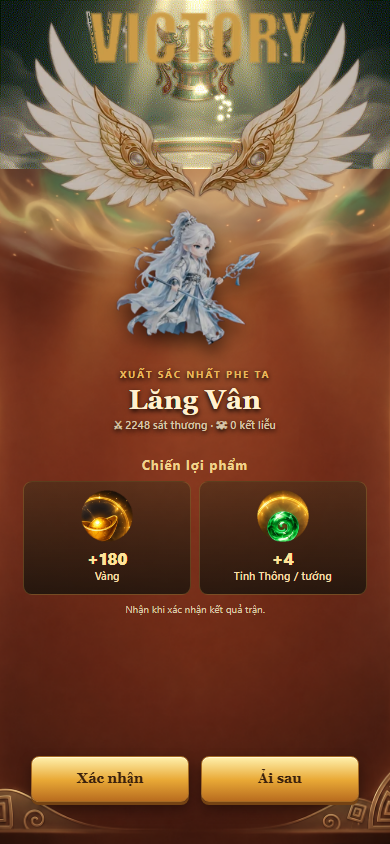 VICTORY
XUẤT SẮC NHẤT PHE TA
Lăng Vân
2248 sát thương · 0 kết liễu
Chiến lợi phẩm
+180
Vàng
+4
Tinh Thông / tướng
Nhận khi xác nhận kết quả trận.
Xác nhận
Ải sau